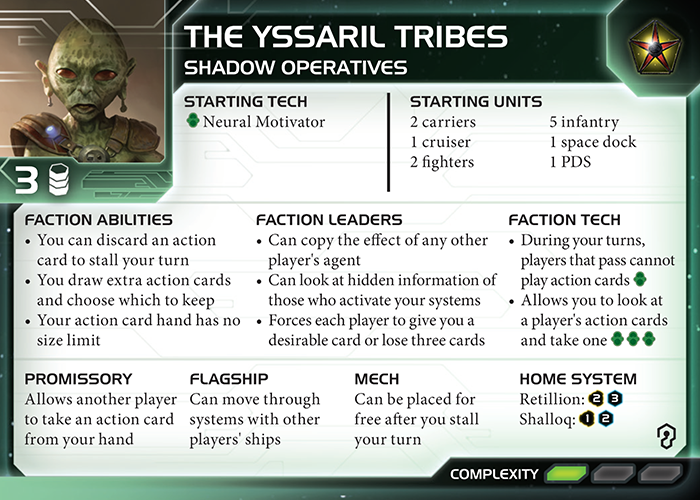 THE YSSARIL TRIBES
SHADOW OPERATIVES
3
STARTING TECH
Neural Motivator
STARTING UNITS
2 carriers
1 cruiser
2 fighters
5 infantry
1 space dock
1 PDS
FACTION ABILITIES
• You can discard an action
card to stall your turn
• You draw extra action cards
and choose which to keep
• Your action card hand has no
size limit
FACTION LEADERS
• Can copy the effect of any other
player's agent
• Can look at hidden information of
those who activate your systems
• Forces each player to give you a
desirable card or lose three cards
FACTION TECH
• During your turns,
players that pass cannot
play action cards
• Allows you to look at
a player's action cards
and take one
PROMISSORY
Allows another player
to take an action card
from your hand
FLAGSHIP
Can move through
systems with other
players' ships
MECH
Can be placed for
free after you stall
your turn
HOME SYSTEM
Retillion: 2 3
Shalloq: 1 2
COMPLEXITY